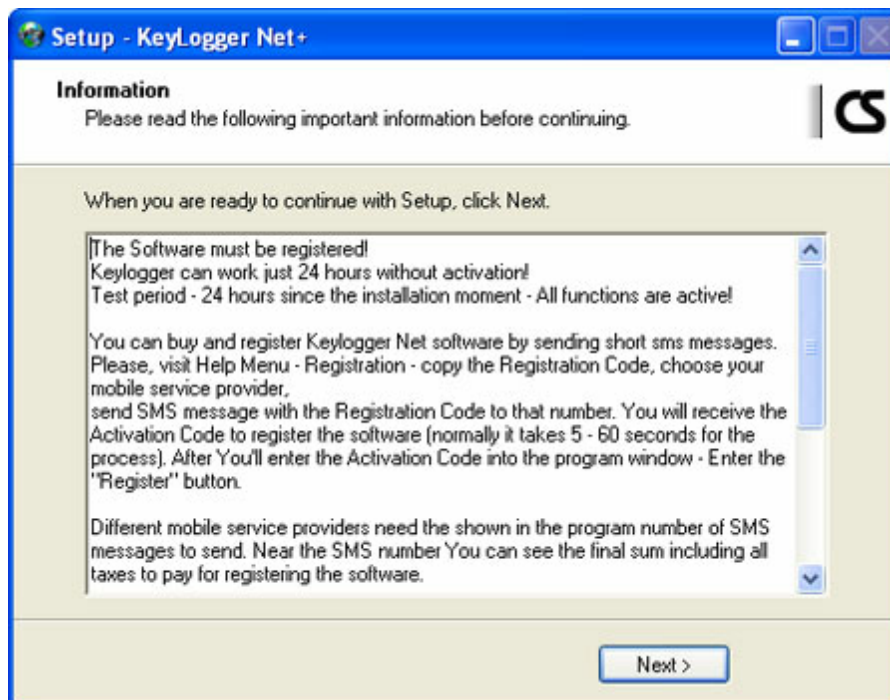 Setup - KeyLogger Net+
Information
Please read the following important information before continuing.
CS
When you are ready to continue with Setup, click Next.
The Software must be registered!
Keylogger can work just 24 hours without activation!
Test period - 24 hours since the installation moment - All functions are active!
You can buy and register Keylogger Net software by sending short sms messages.
Please, visit Help Menu - Registration - copy the Registration Code, choose your
mobile service provider,
send SMS message with the Registration Code to that number. You will receive the
Activation Code to register the software (normally it takes 5 - 60 seconds for the
process). After You'll enter the Activation Code into the program window - Enter the
"Register" button.
Different mobile service providers need the shown in the program number of SMS
messages to send. Near the SMS number You can see the final sum including all
taxes to pay for registering the software.
Next >